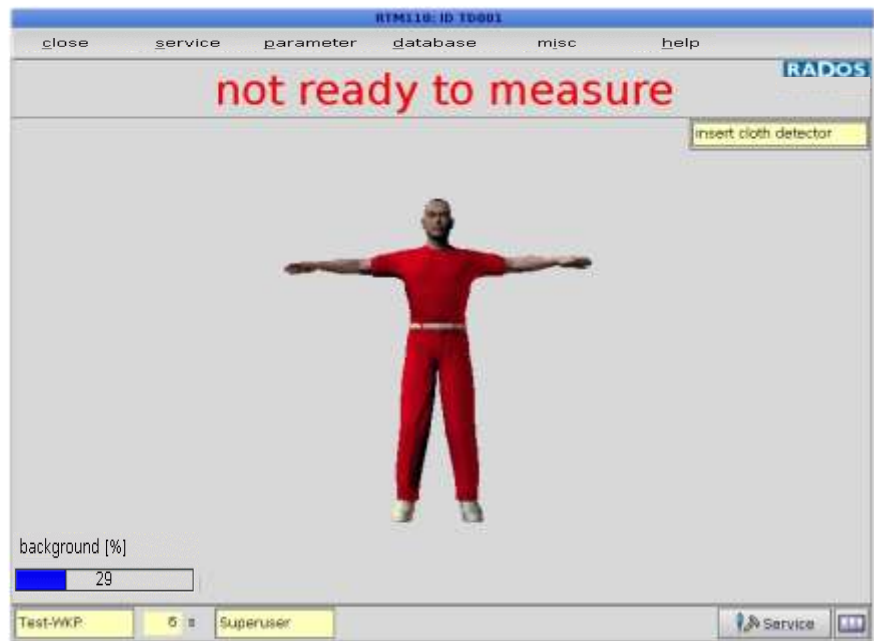 RTM110: ID TD001
close service parameter database misc help
not ready to measure
RADOS
insert cloth detector
background [%]
29
Test-WKP 6 s Superuser Service